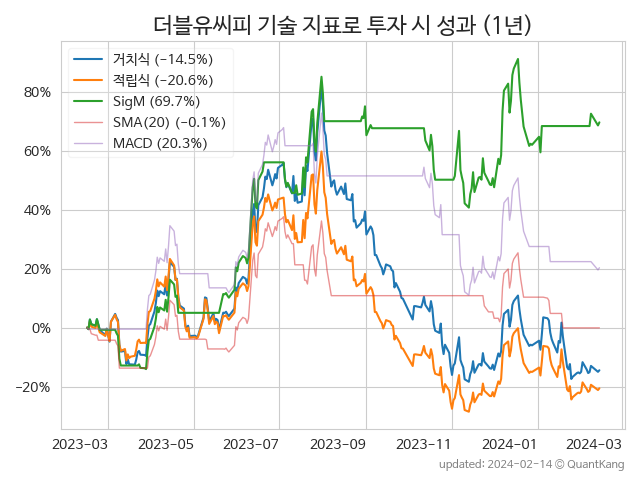 더블유씨피 기술 지표로 투자 시 성과 (1년)
거치식 (−14.5%)
적립식 (−20.6%)
SigM (69.7%)
SMA(20) (−0.1%)
MACD (20.3%)
80%
60%
40%
20%
0%
−20%
2023-03 2023-05 2023-07 2023-09 2023-11 2024-01 2024-03
updated: 2024-02-14 © QuantKang